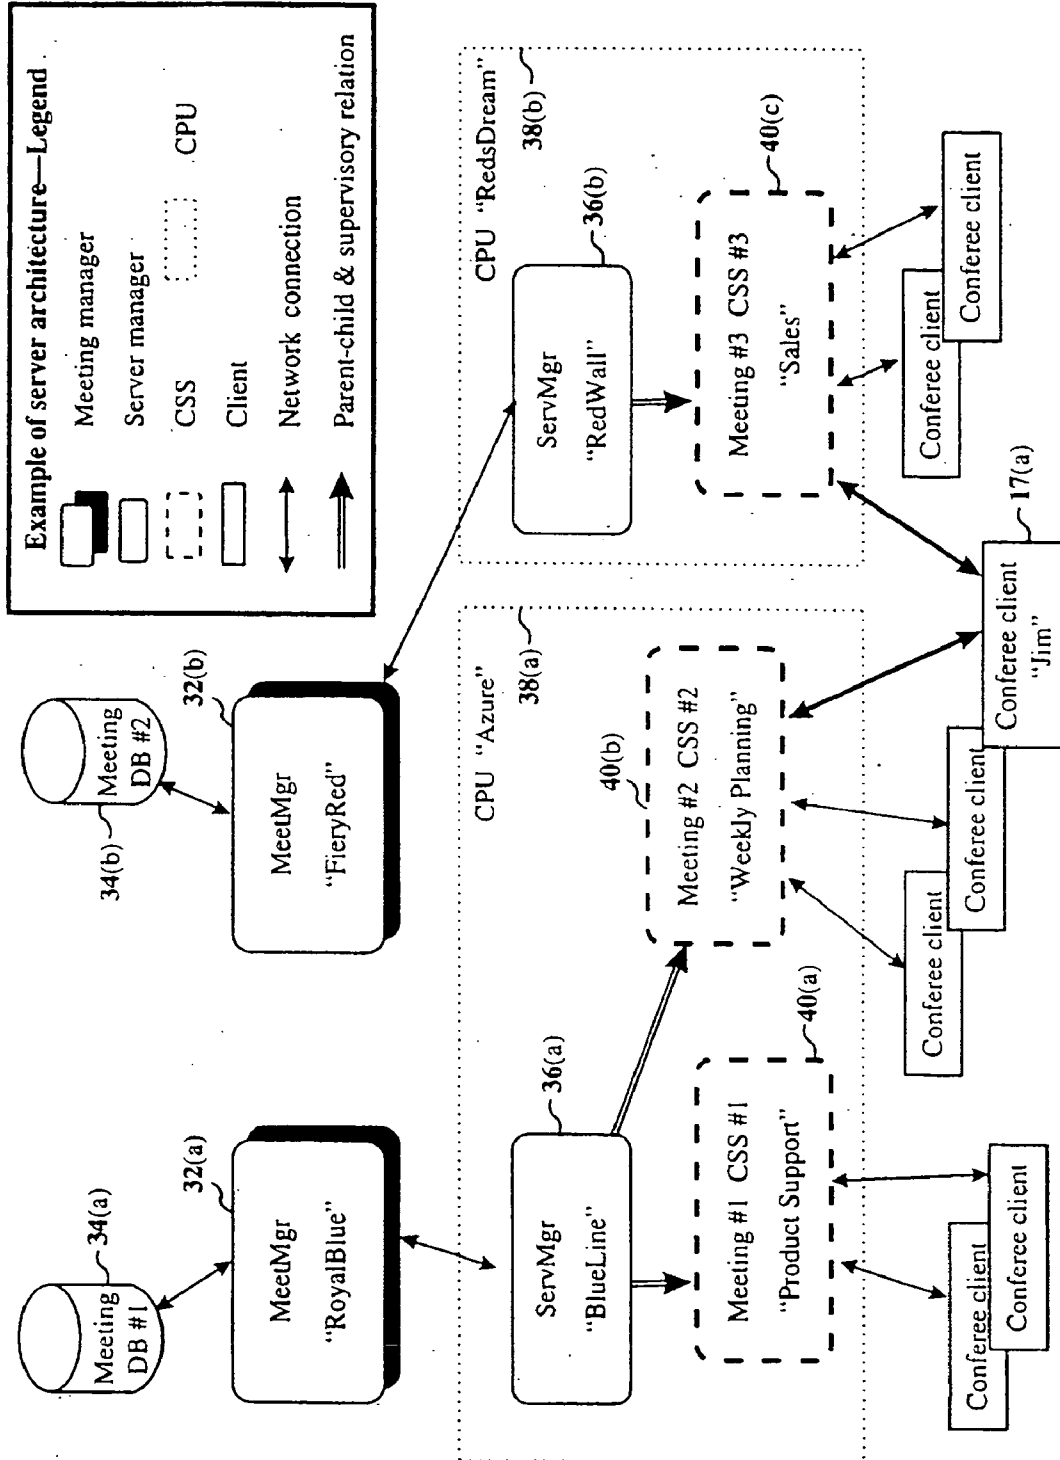 Example of server architecture—Legend
Meeting manager
Server manager
CSS
CPU
Client
Network connection
Parent-child & supervisory relation
34(a)
Meeting
DB #1
32(a)
MeetMgr
“RoyalBlue”
34(b)
Meeting
DB #2
32(b)
MeetMgr
“FieryRed”
CPU “Azure”
38(a)
36(a)
ServMgr
“BlueLine”
40(a)
Meeting #1 CSS #1
“Product Support”
40(b)
Meeting #2 CSS #2
“Weekly Planning”
CPU “RedsDream”
38(b)
36(b)
ServMgr
“RedWall”
40(c)
Meeting #3 CSS #3
“Sales”
Conferee client
Conferee client
Conferee client
Conferee client
17(a)
Conferee client
“Jim”
Conferee client
Conferee client